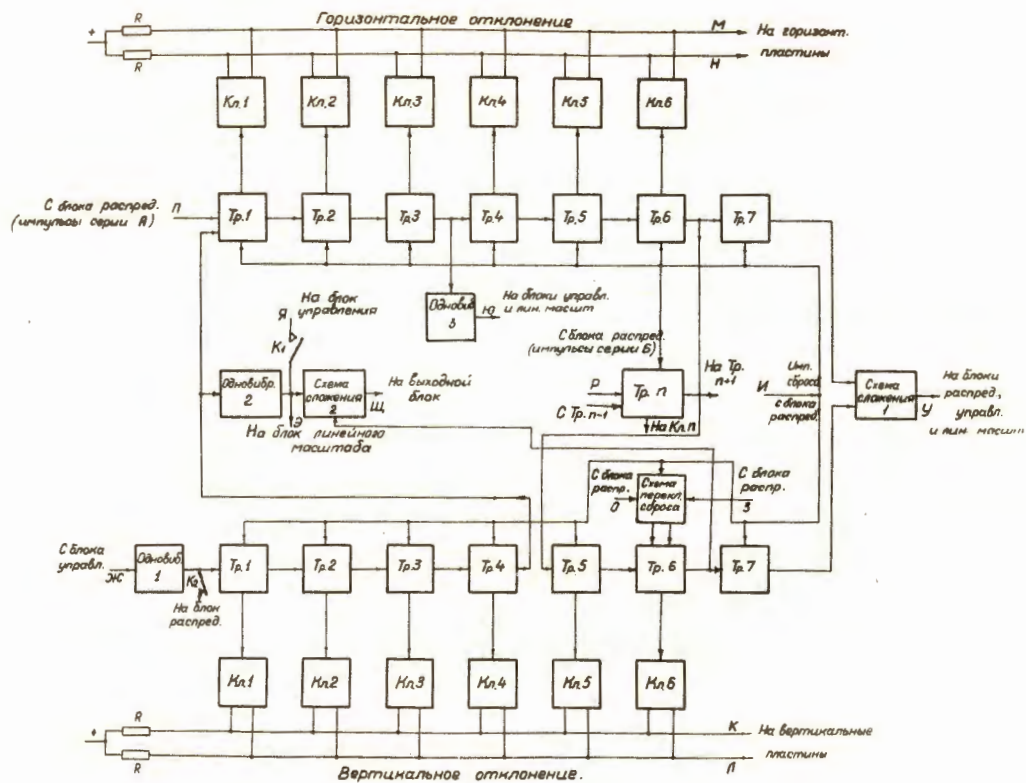 Горизонтальное отклонение
+
R
R
М
Н
На горизонт.
пластины
Кл.1
Кл.2
Кл.3
Кл.4
Кл.5
Кл.6
С блока распред.
(импульсы серии А)
П
Тр.1
Тр.2
Тр.3
Тр.4
Тр.5
Тр.6
Тр.7
Одновиб.
3
Ю
На блоки управл.
и лин. масшт
На блок
управления
Я
К1
Одновибр.
2
Схема
сложения
2
На выходной
блок
Щ
Э
На блок линейного
масштаба
С блока распред.
(импульсы серии Б)
Р
С Тр. n-1
Тр. n
На Тр.
n+1
На Кл. n
И
Имп.
сброса
с блока
распред.
Схема
сложения
1
У
На блоки
распред.,
управл.
и лин. масшт
С блока
распр.
О
Схема
перекл.
сброса
С блока
распр.
З
С блока
управл.
Ж
Одновиб.
1
К2
На блок
распред.
Тр.1
Тр.2
Тр.3
Тр.4
Тр.5
Тр.6
Тр.7
Кл.1
Кл.2
Кл.3
Кл.4
Кл.5
Кл.6
+
R
R
К
На вертикальные
Л
пластины
Вертикальное отклонение.